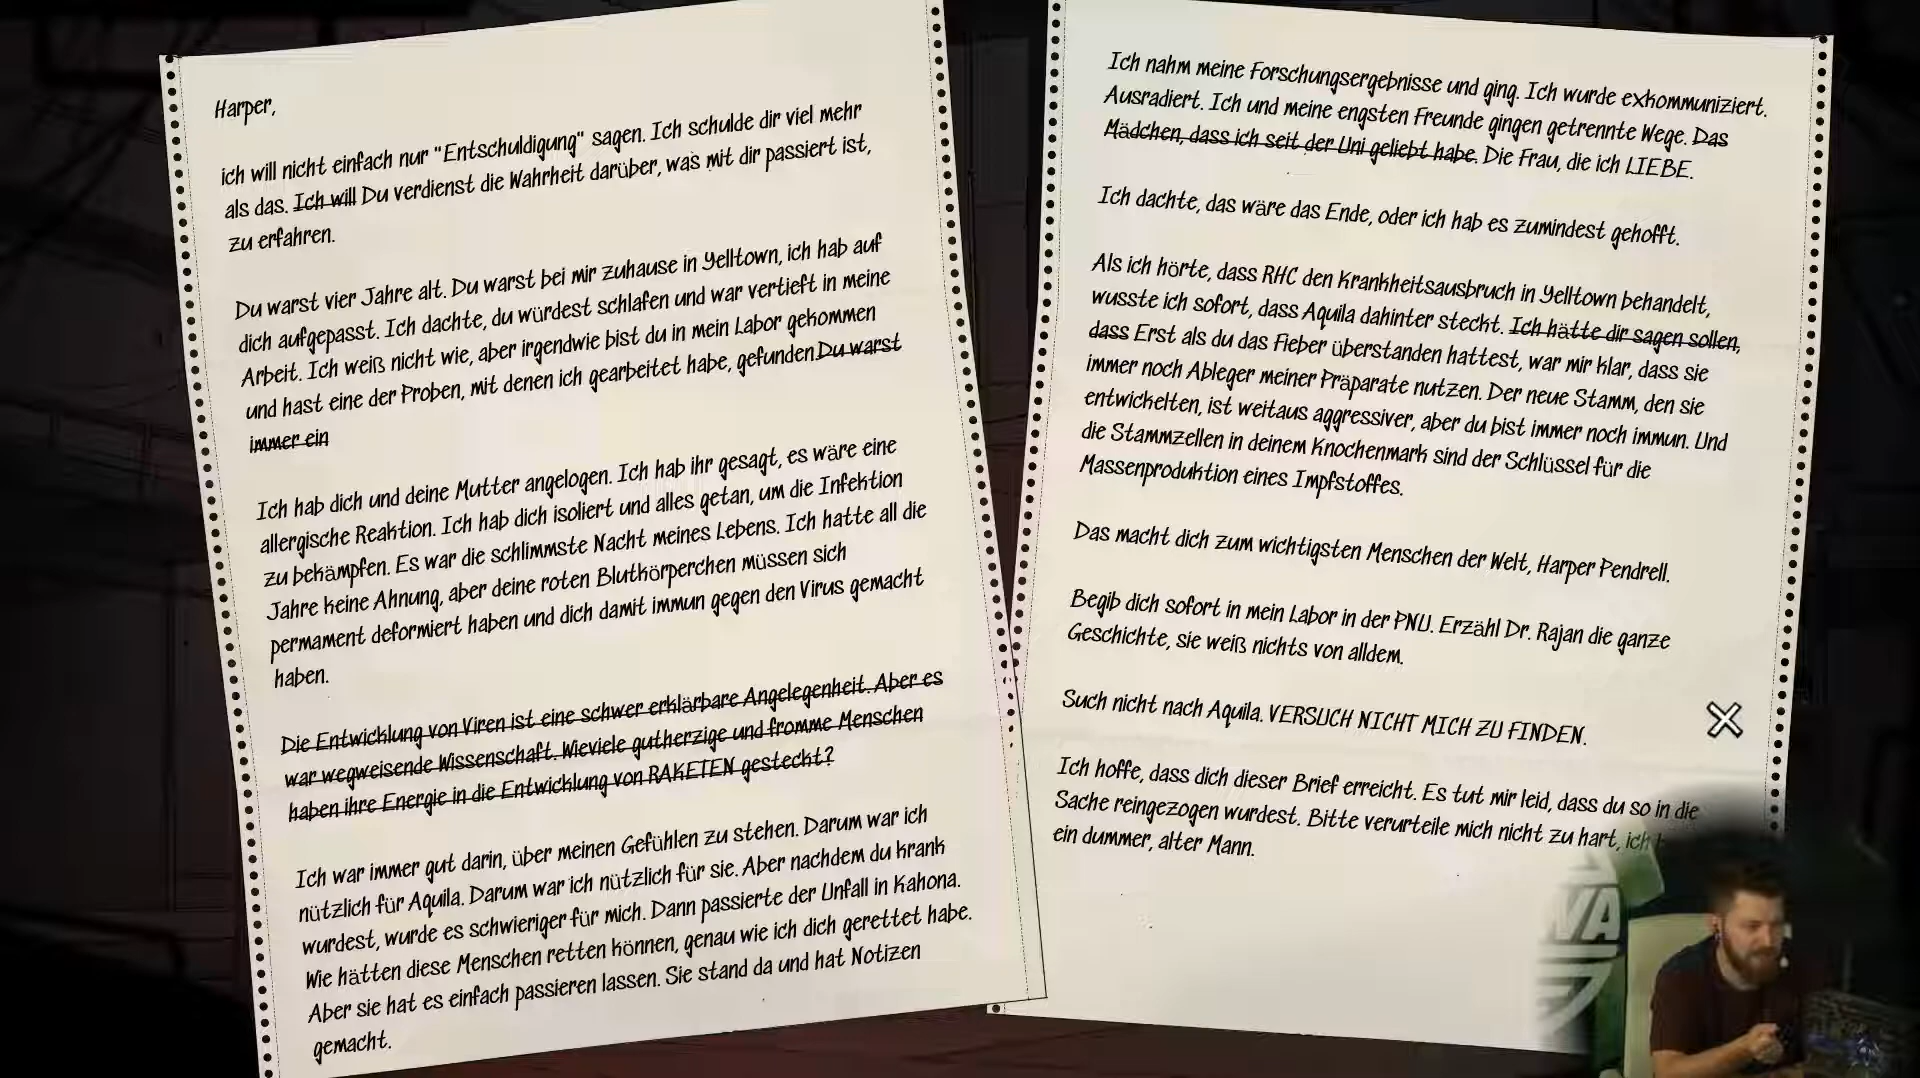 Harper,
ich will nicht einfach nur "Entschuldigung" sagen. Ich schulde dir viel mehr
als das. Ich will Du verdienst die Wahrheit darüber, was mit dir passiert ist,
zu erfahren.
Du warst vier Jahre alt. Du warst bei mir zuhause in Yelltown, ich hab auf
dich aufgepasst. Ich dachte, du würdest schlafen und war vertieft in meine
Arbeit. Ich weiß nicht wie, aber irgendwie bist du in mein Labor gekommen
und hast eine der Proben, mit denen ich gearbeitet habe, gefunden Du warst
immer ein
Ich hab dich und deine Mutter angelogen. Ich hab ihr gesagt, es wäre eine
allergische Reaktion. Ich hab dich isoliert und alles getan, um die Infektion
zu bekämpfen. Es war die schlimmste Nacht meines Lebens. Ich hatte all die
Jahre keine Ahnung, aber deine roten Blutkörperchen müssen sich
permament deformiert haben und dich damit immun gegen den Virus gemacht
haben.
Die Entwicklung von Viren ist eine schwer erklärbare Angelegenheit. Aber es
war wegweisende Wissenschaft. Wieviele gutherzige und fromme Menschen
haben ihre Energie in die Entwicklung von RAKETEN gesteckt?
Ich war immer gut darin, über meinen Gefühlen zu stehen. Darum war ich
nützlich für Aquila. Darum war ich nützlich für sie. Aber nachdem du krank
wurdest, wurde es schwieriger für mich. Dann passierte der Unfall in Kahona.
Wie hätten diese Menschen retten können, genau wie ich dich gerettet habe.
Aber sie hat es einfach passieren lassen. Sie stand da und hat Notizen
gemacht.
Ich nahm meine Forschungsergebnisse und ging. Ich wurde exkommuniziert.
Ausradiert. Ich und meine engsten Freunde gingen getrennte Wege. Das
Mädchen, dass ich seit der Uni geliebt habe. Die Frau, die ich LIEBE.
Ich dachte, das wäre das Ende, oder ich hab es zumindest gehofft.
Als ich hörte, dass RHC den Krankheitsausbruch in Yelltown behandelt,
wusste ich sofort, dass Aquila dahinter steckt. Ich hätte dir sagen sollen,
dass Erst als du das Fieber überstanden hattest, war mir klar, dass sie
immer noch Ableger meiner Präparate nutzen. Der neue Stamm, den sie
entwickelten, ist weitaus aggressiver, aber du bist immer noch immun. Und
die Stammzellen in deinem Knochenmark sind der Schlüssel für die
Massenproduktion eines Impfstoffes.
Das macht dich zum wichtigsten Menschen der Welt, Harper Pendrell.
Begib dich sofort in mein Labor in der PNU. Erzähl Dr. Rajan die ganze
Geschichte, sie weiß nichts von alldem.
Such nicht nach Aquila. VERSUCH NICHT MICH ZU FINDEN.
Ich hoffe, dass dich dieser Brief erreicht. Es tut mir leid, dass du so in die
Sache reingezogen wurdest. Bitte verurteile mich nicht zu hart, ich
ein dummer, alter Mann.